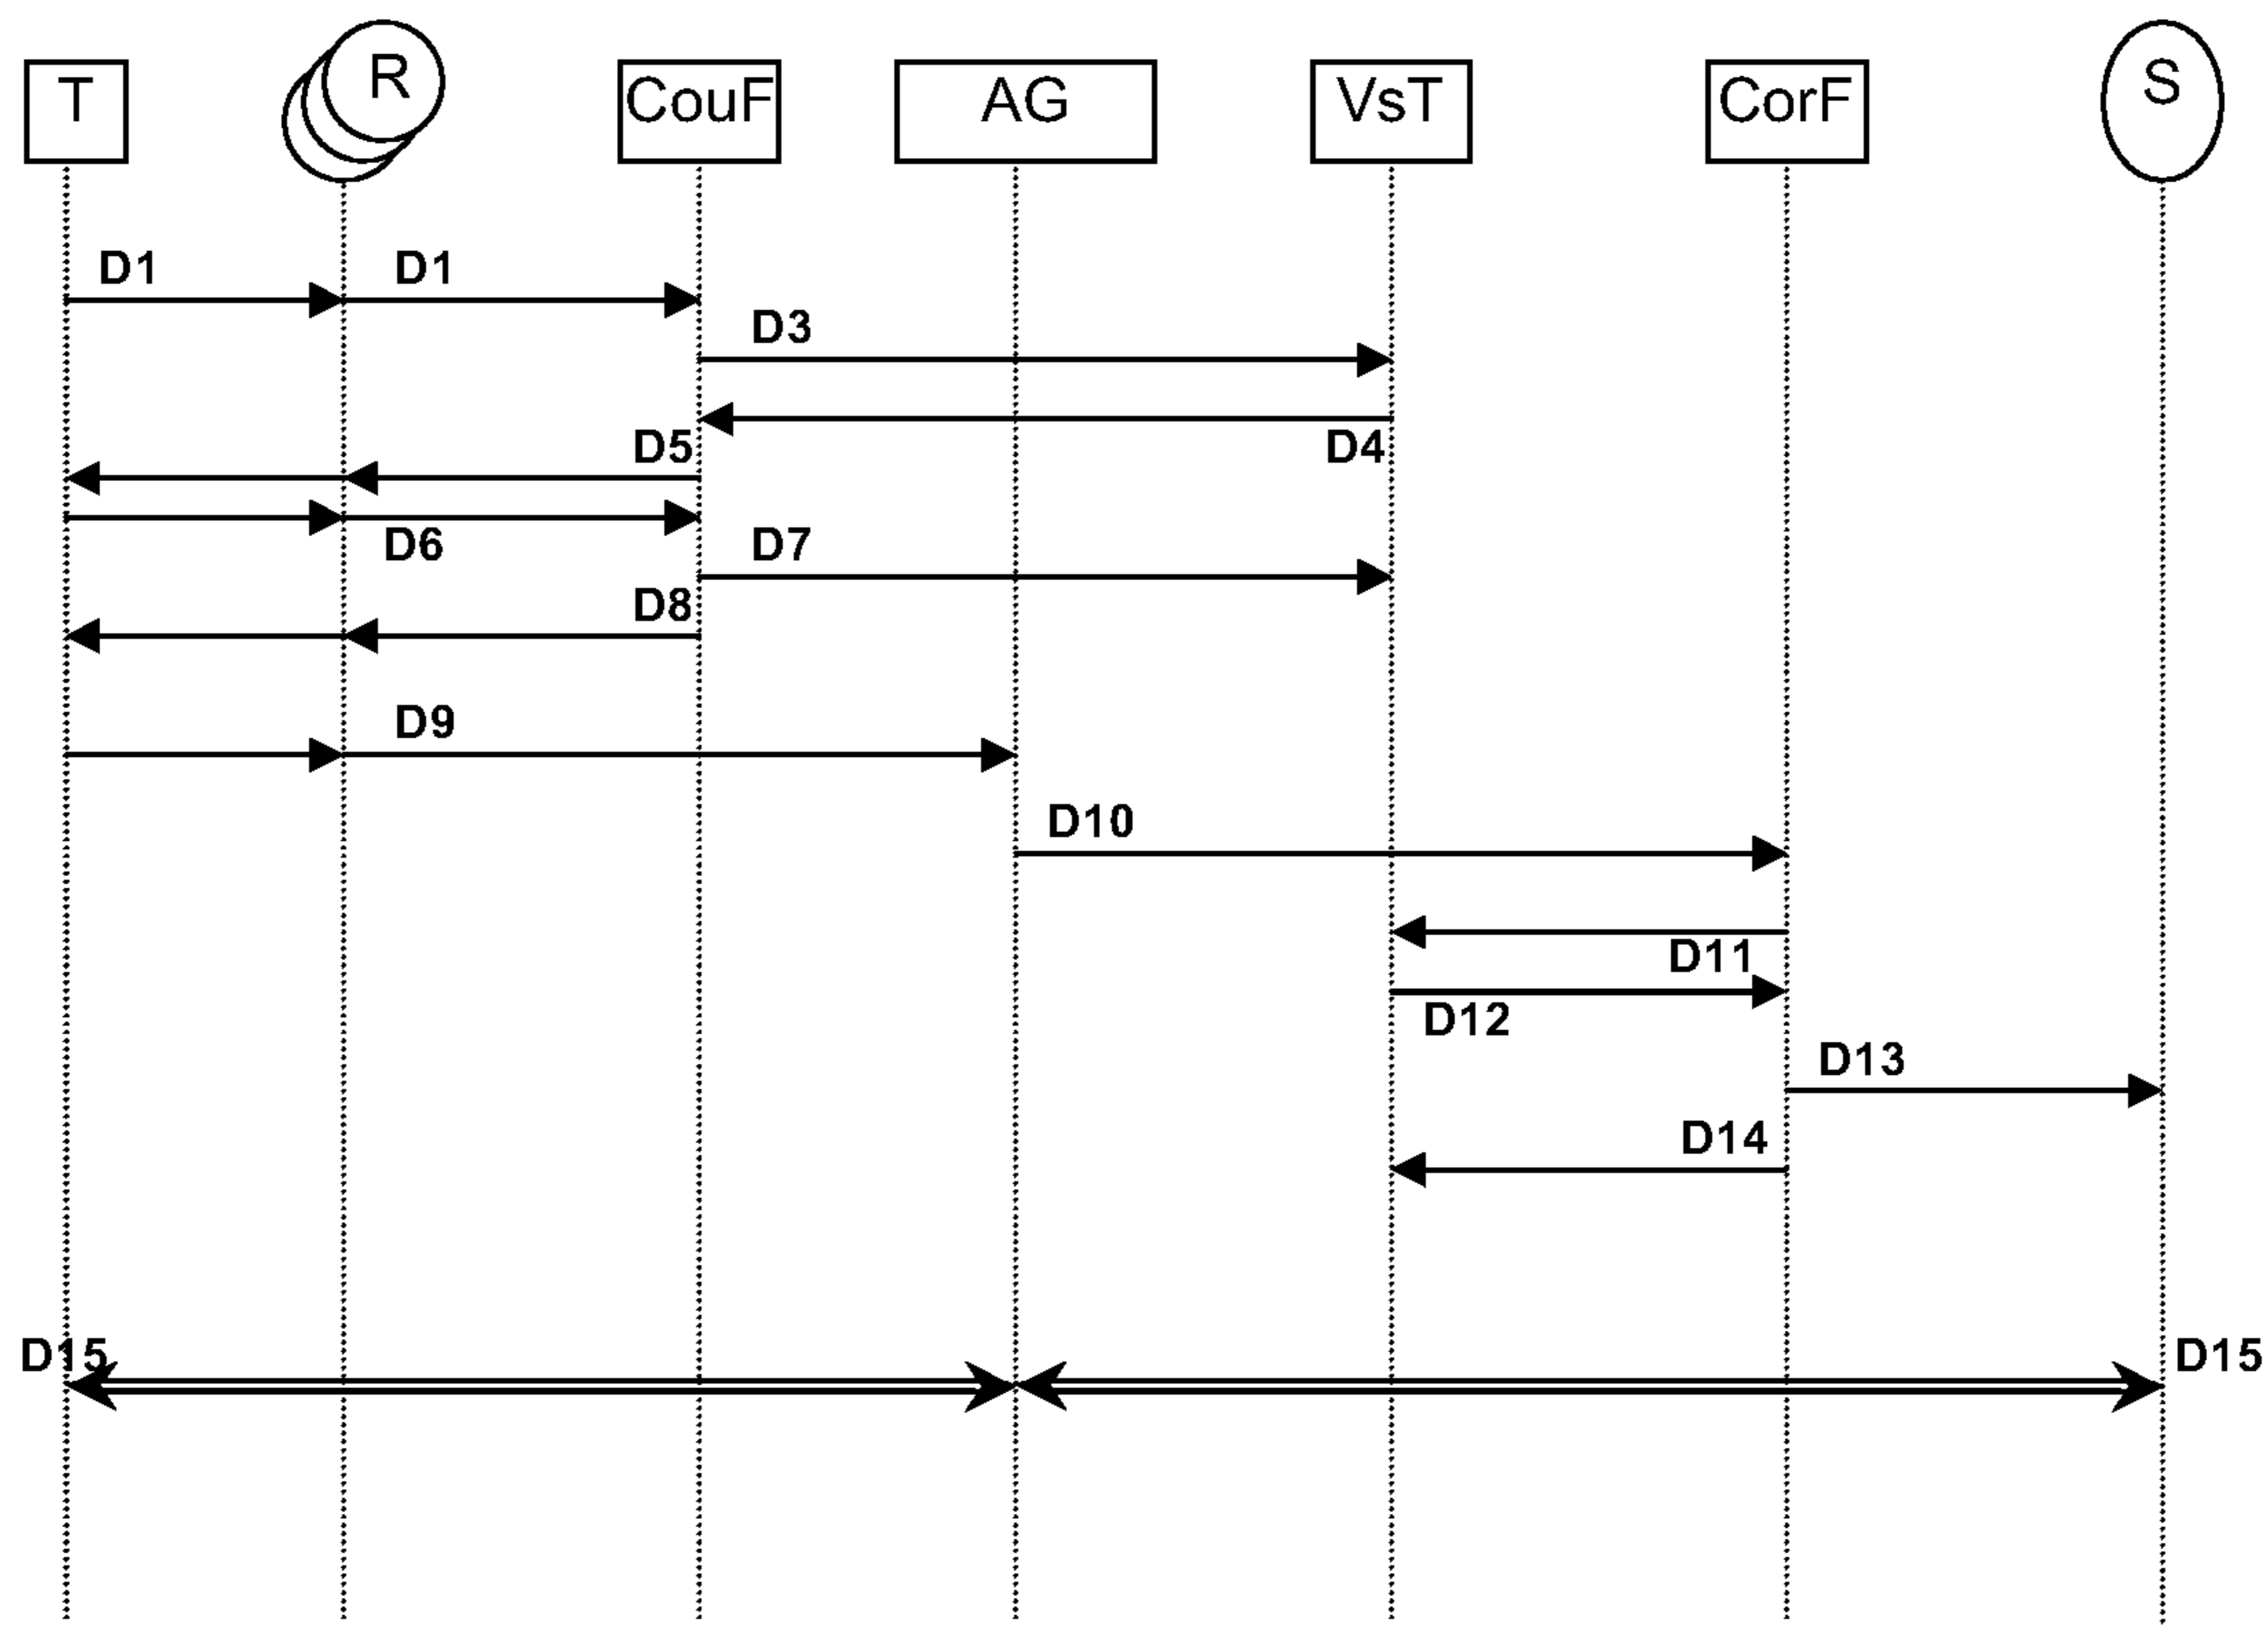 T R CouF AG VsT CorF S
D1 D1
D3
D5 D4
D6 D7
D8
D9
D10
D11
D12
D13
D14
D15 D15